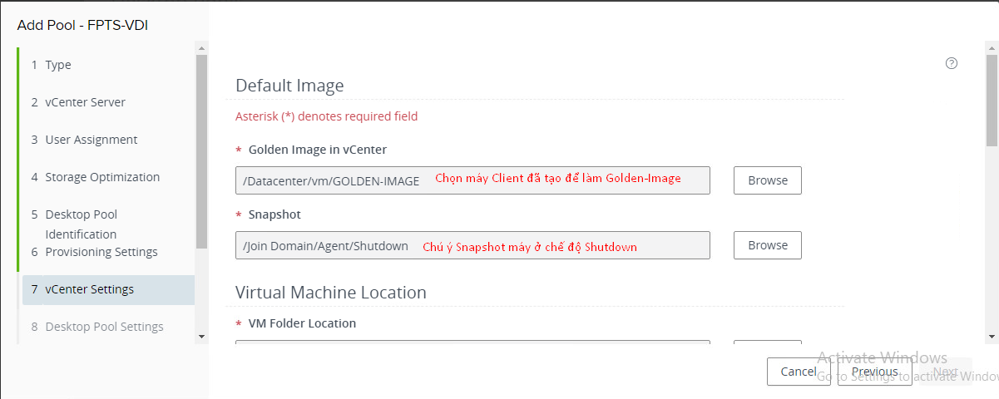 Add Pool - FPTS-VDI
1 Type
2 vCenter Server
3 User Assignment
4 Storage Optimization
5 Desktop Pool
Identification
6 Provisioning Settings
7 vCenter Settings
8 Desktop Pool Settings
Default Image
Asterisk (*) denotes required field
* Golden Image in vCenter
/Datacenter/vm/GOLDEN-IMAGE Chọn máy Client đã tạo để làm Golden-Image Browse
* Snapshot
/Join Domain/Agent/Shutdown Chú ý Snapshot máy ở chế độ Shutdown Browse
Virtual Machine Location
* VM Folder Location
Activate Windows
Go to Settings to activate Windo
Cancel Previous Next